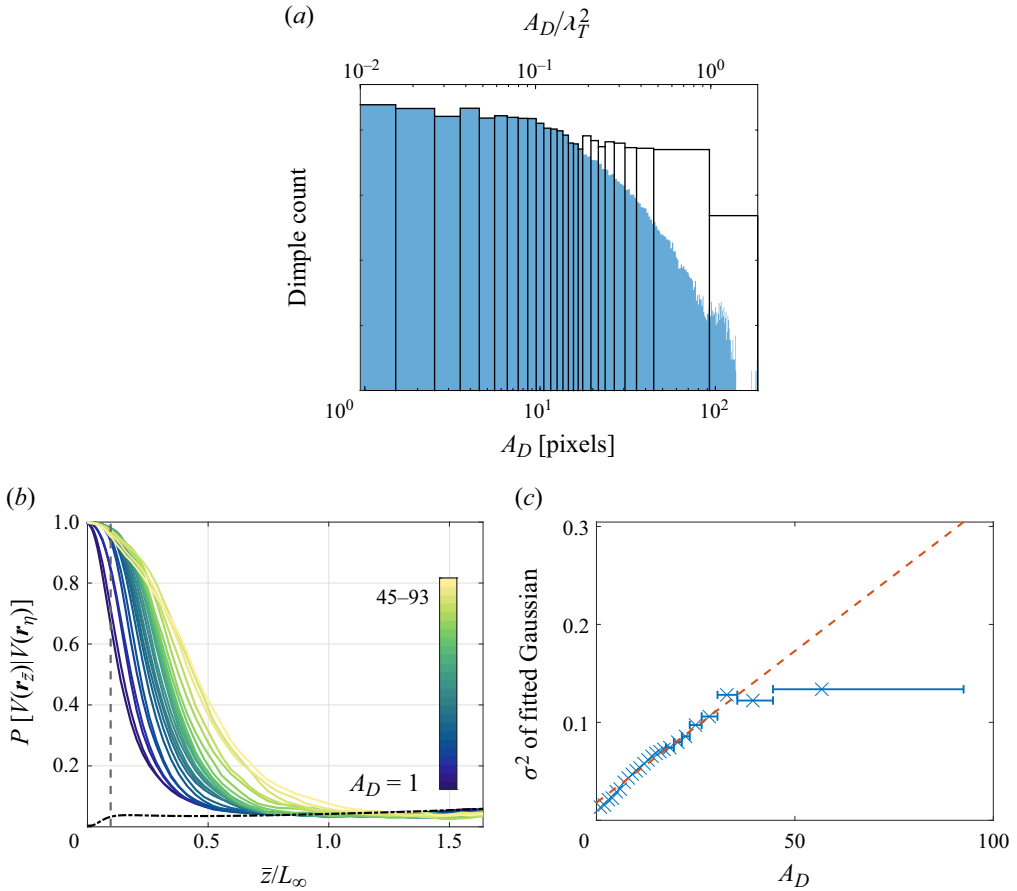 (a)
A_D/λ_T^2
10^−2 10^−1 10^0
Dimple count
10^0 10^1 10^2
A_D [pixels]
(b)
P [V(r_z̄)|V(r_η)]
1.0
0.8
0.6
0.4
0.2
0
45–93
A_D = 1
0.5 1.0 1.5
z̄/L_∞
(c)
σ^2 of fitted Gaussian
0.3
0.2
0.1
0 50 100
A_D